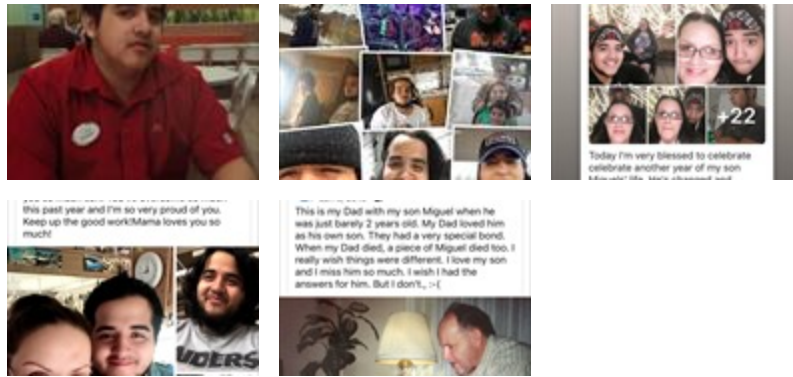 +22
Today I'm very blessed to celebrate
celebrate another year of my son
Miguels' life. He's changed and
this past year and I'm so very proud of you.
Keep up the good work!Mama loves you so
much!
This is my Dad with my son Miguel when he
was just barely 2 years old. My Dad loved him
as his own son. They had a very special bond.
When my Dad died, a piece of Miguel died too. I
really wish things were different. I love my son
and I miss him so much. I wish I had the
answers for him. But I don't., :-(